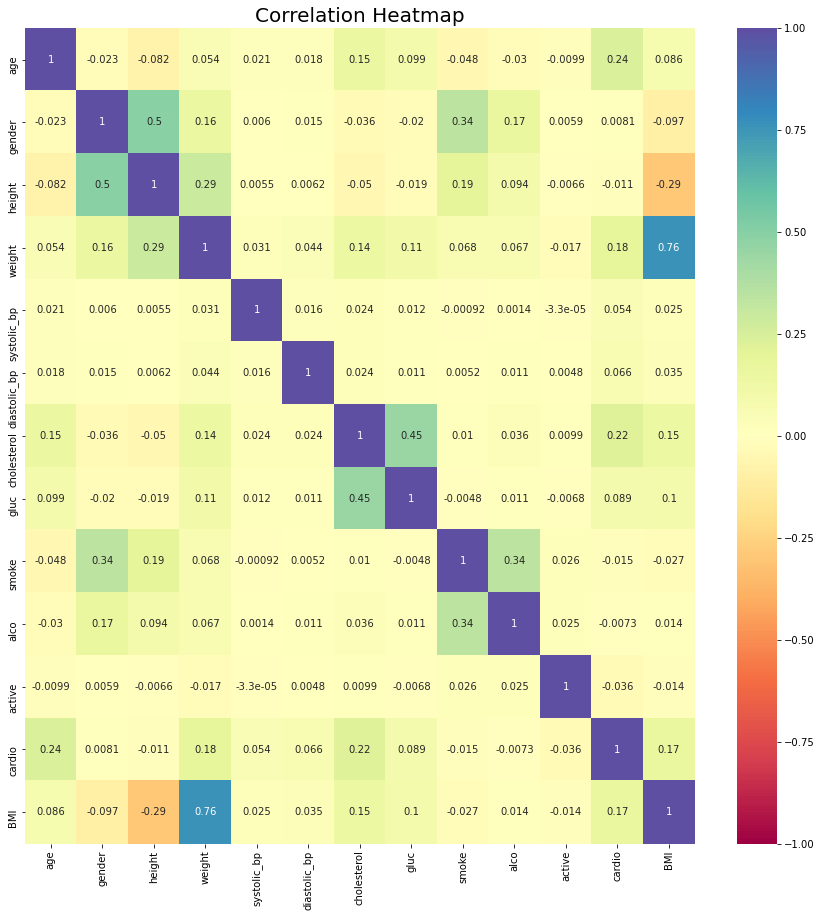 Correlation Heatmap
age 1 -0.023 -0.082 0.054 0.021 0.018 0.15 0.099 -0.048 -0.03 -0.0099 0.24 0.086
gender -0.023 1 0.5 0.16 0.006 0.015 -0.036 -0.02 0.34 0.17 0.0059 0.0081 -0.097
height -0.082 0.5 1 0.29 0.0055 0.0062 -0.05 -0.019 0.19 0.094 -0.0066 -0.011 -0.29
weight 0.054 0.16 0.29 1 0.031 0.044 0.14 0.11 0.068 0.067 -0.017 0.18 0.76
systolic_bp 0.021 0.006 0.0055 0.031 1 0.016 0.024 0.012 -0.00092 0.0014 -3.3e-05 0.054 0.025
diastolic_bp 0.018 0.015 0.0062 0.044 0.016 1 0.024 0.011 0.0052 0.011 0.0048 0.066 0.035
cholesterol 0.15 -0.036 -0.05 0.14 0.024 0.024 1 0.45 0.01 0.036 0.0099 0.22 0.15
gluc 0.099 -0.02 -0.019 0.11 0.012 0.011 0.45 1 -0.0048 0.011 -0.0068 0.089 0.1
smoke -0.048 0.34 0.19 0.068 -0.00092 0.0052 0.01 -0.0048 1 0.34 0.026 -0.015 -0.027
alco -0.03 0.17 0.094 0.067 0.0014 0.011 0.036 0.011 0.34 1 0.025 -0.0073 0.014
active -0.0099 0.0059 -0.0066 -0.017 -3.3e-05 0.0048 0.0099 -0.0068 0.026 0.025 1 -0.036 -0.014
cardio 0.24 0.0081 -0.011 0.18 0.054 0.066 0.22 0.089 -0.015 -0.0073 -0.036 1 0.17
BMI 0.086 -0.097 -0.29 0.76 0.025 0.035 0.15 0.1 -0.027 0.014 -0.014 0.17 1
age gender height weight systolic_bp diastolic_bp cholesterol gluc smoke alco active cardio BMI
1.00
0.75
0.50
0.25
0.00
−0.25
−0.50
−0.75
−1.00